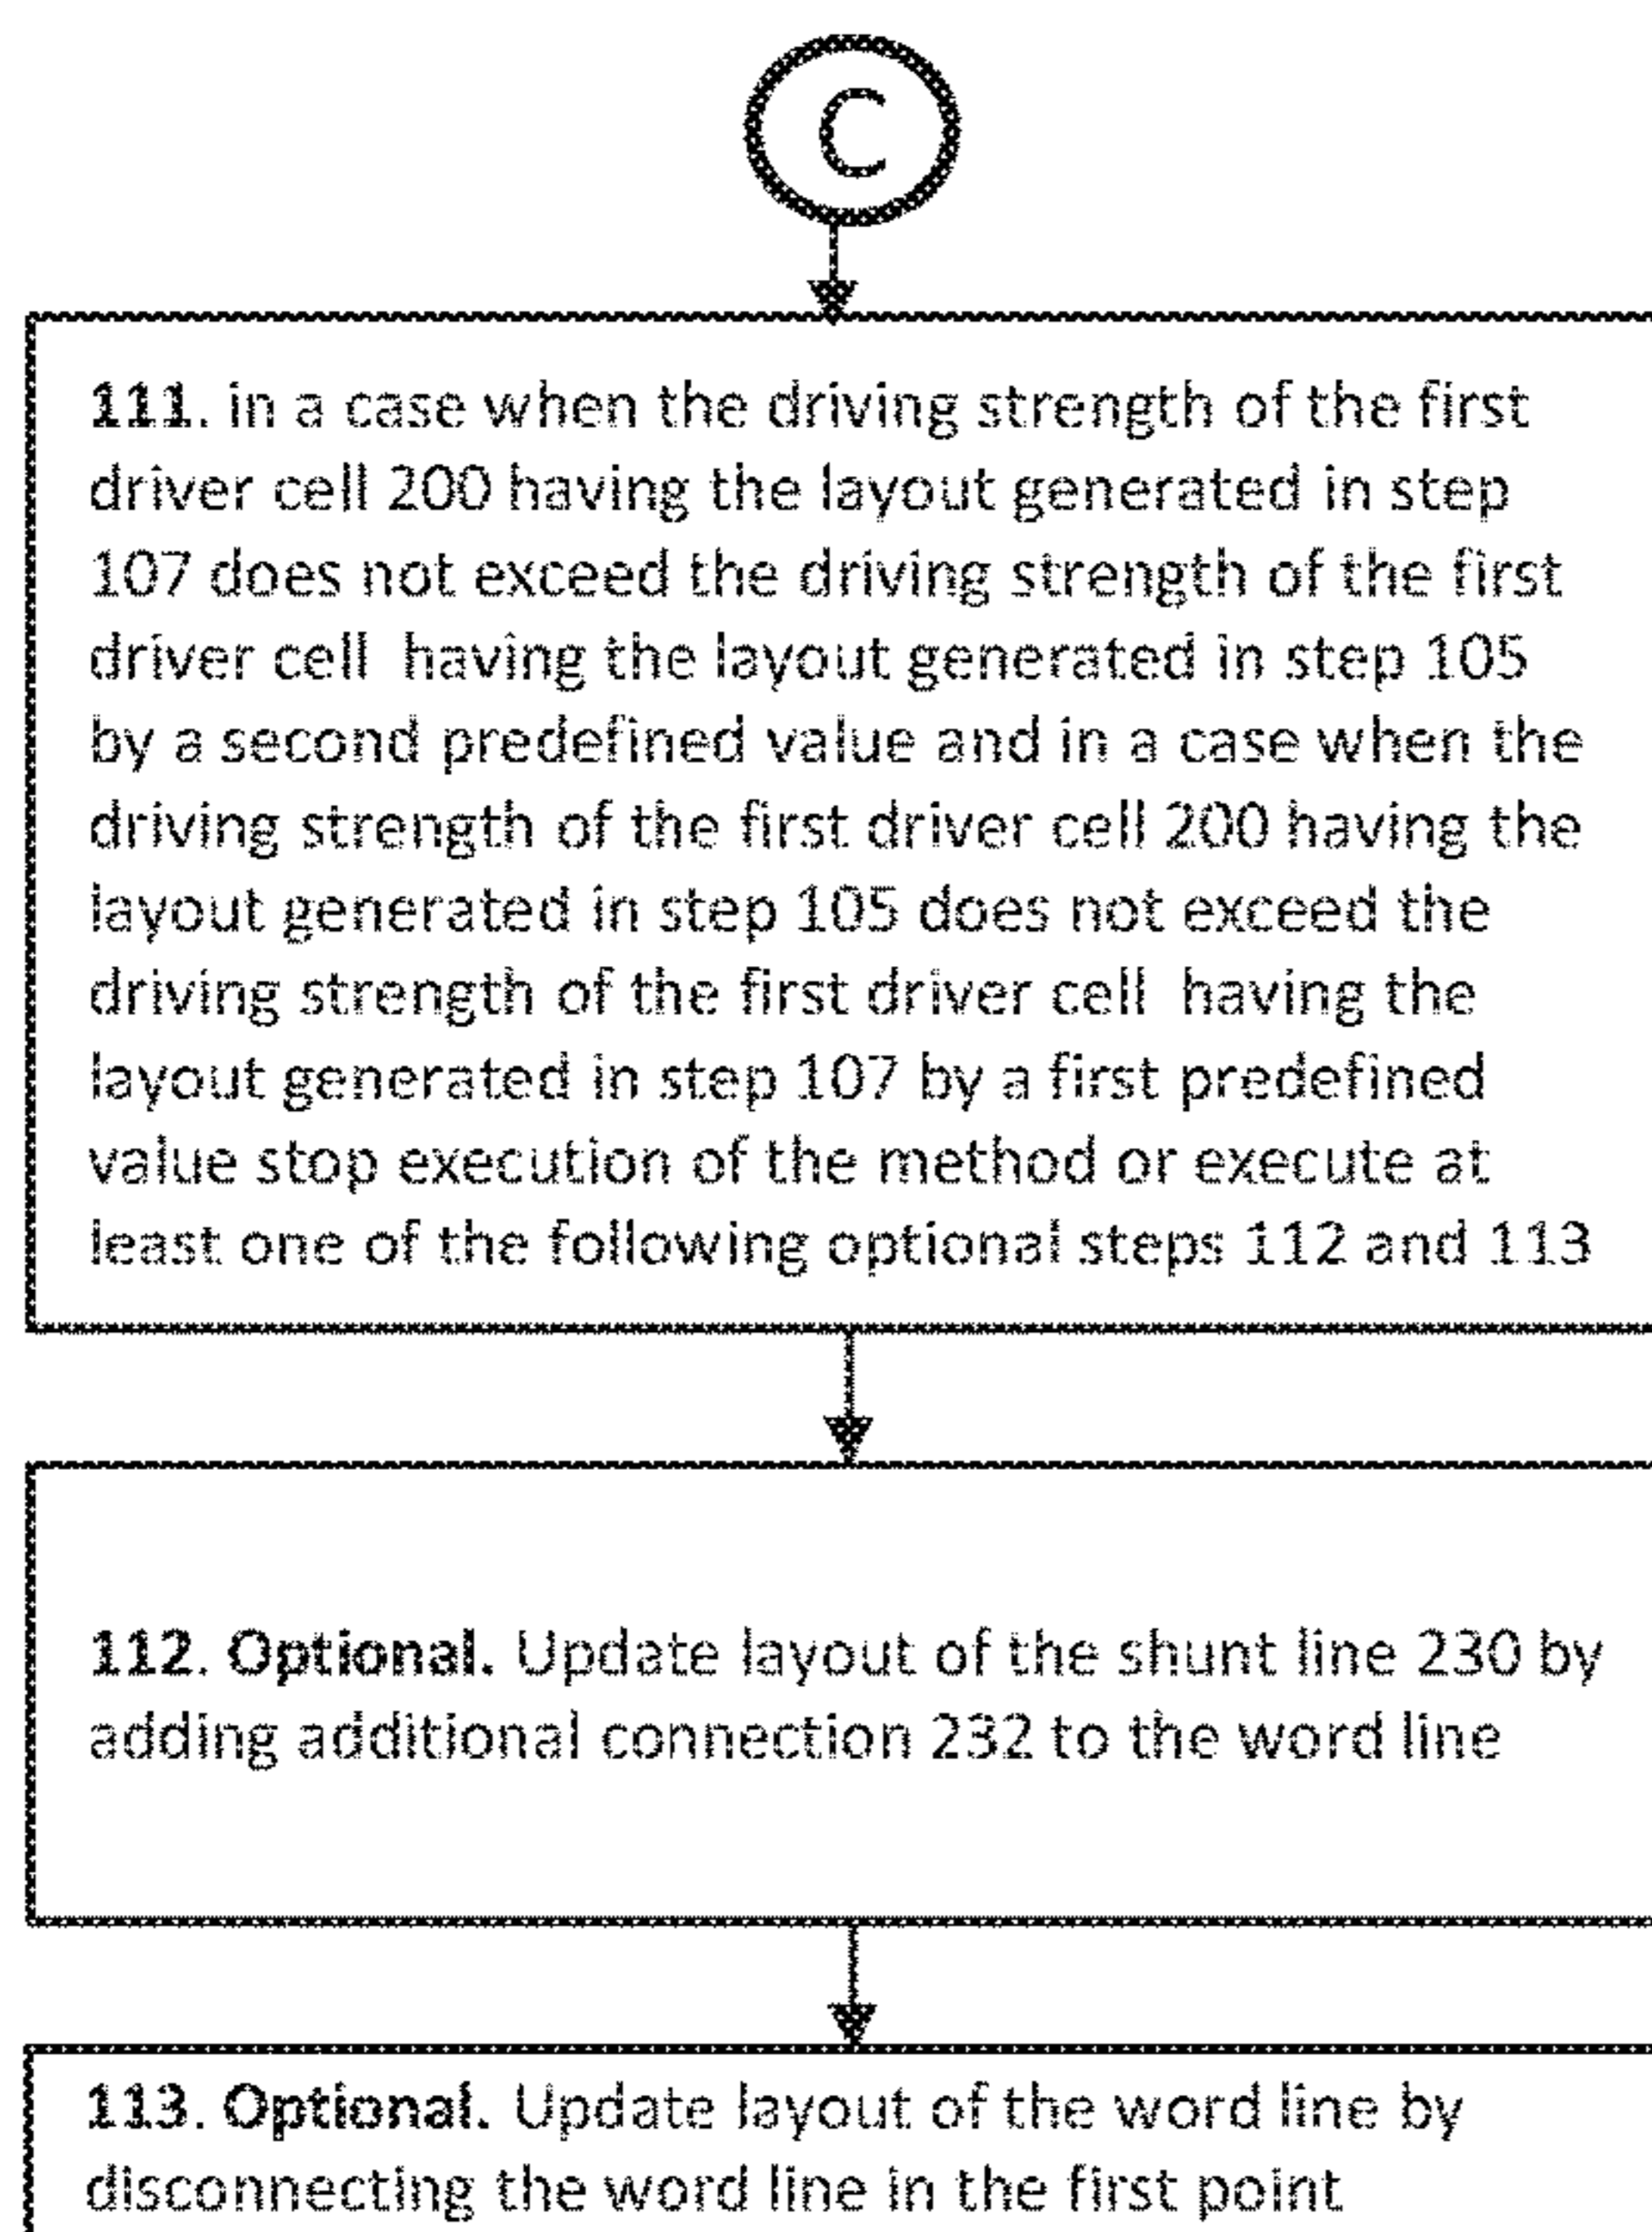 C
111. in a case when the driving strength of the first
driver cell 200 having the layout generated in step
107 does not exceed the driving strength of the first
driver cell  having the layout generated in step 105
by a second predefined value and in a case when the
driving strength of the first driver cell 200 having the
layout generated in step 105 does not exceed the
driving strength of the first driver cell  having the
layout generated in step 107 by a first predefined
value stop execution of the method or execute at
least one of the following optional steps 112 and 113
112. Optional. Update layout of the shunt line 230 by
adding additional connection 232 to the word line
113. Optional. Update layout of the word line by
disconnecting the word line in the first point